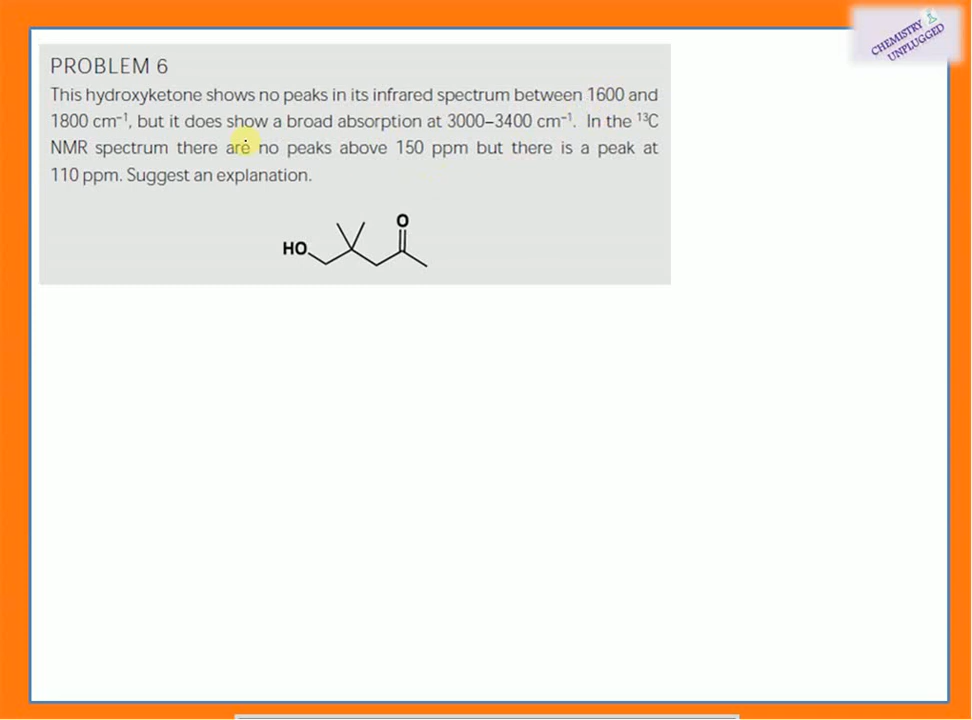 CHEMISTRY
UNPLUGGED
PROBLEM 6
This hydroxyketone shows no peaks in its infrared spectrum between 1600 and
1800 cm⁻¹, but it does show a broad absorption at 3000–3400 cm⁻¹. In the ¹³C
NMR spectrum there are no peaks above 150 ppm but there is a peak at
110 ppm. Suggest an explanation.
O
HO